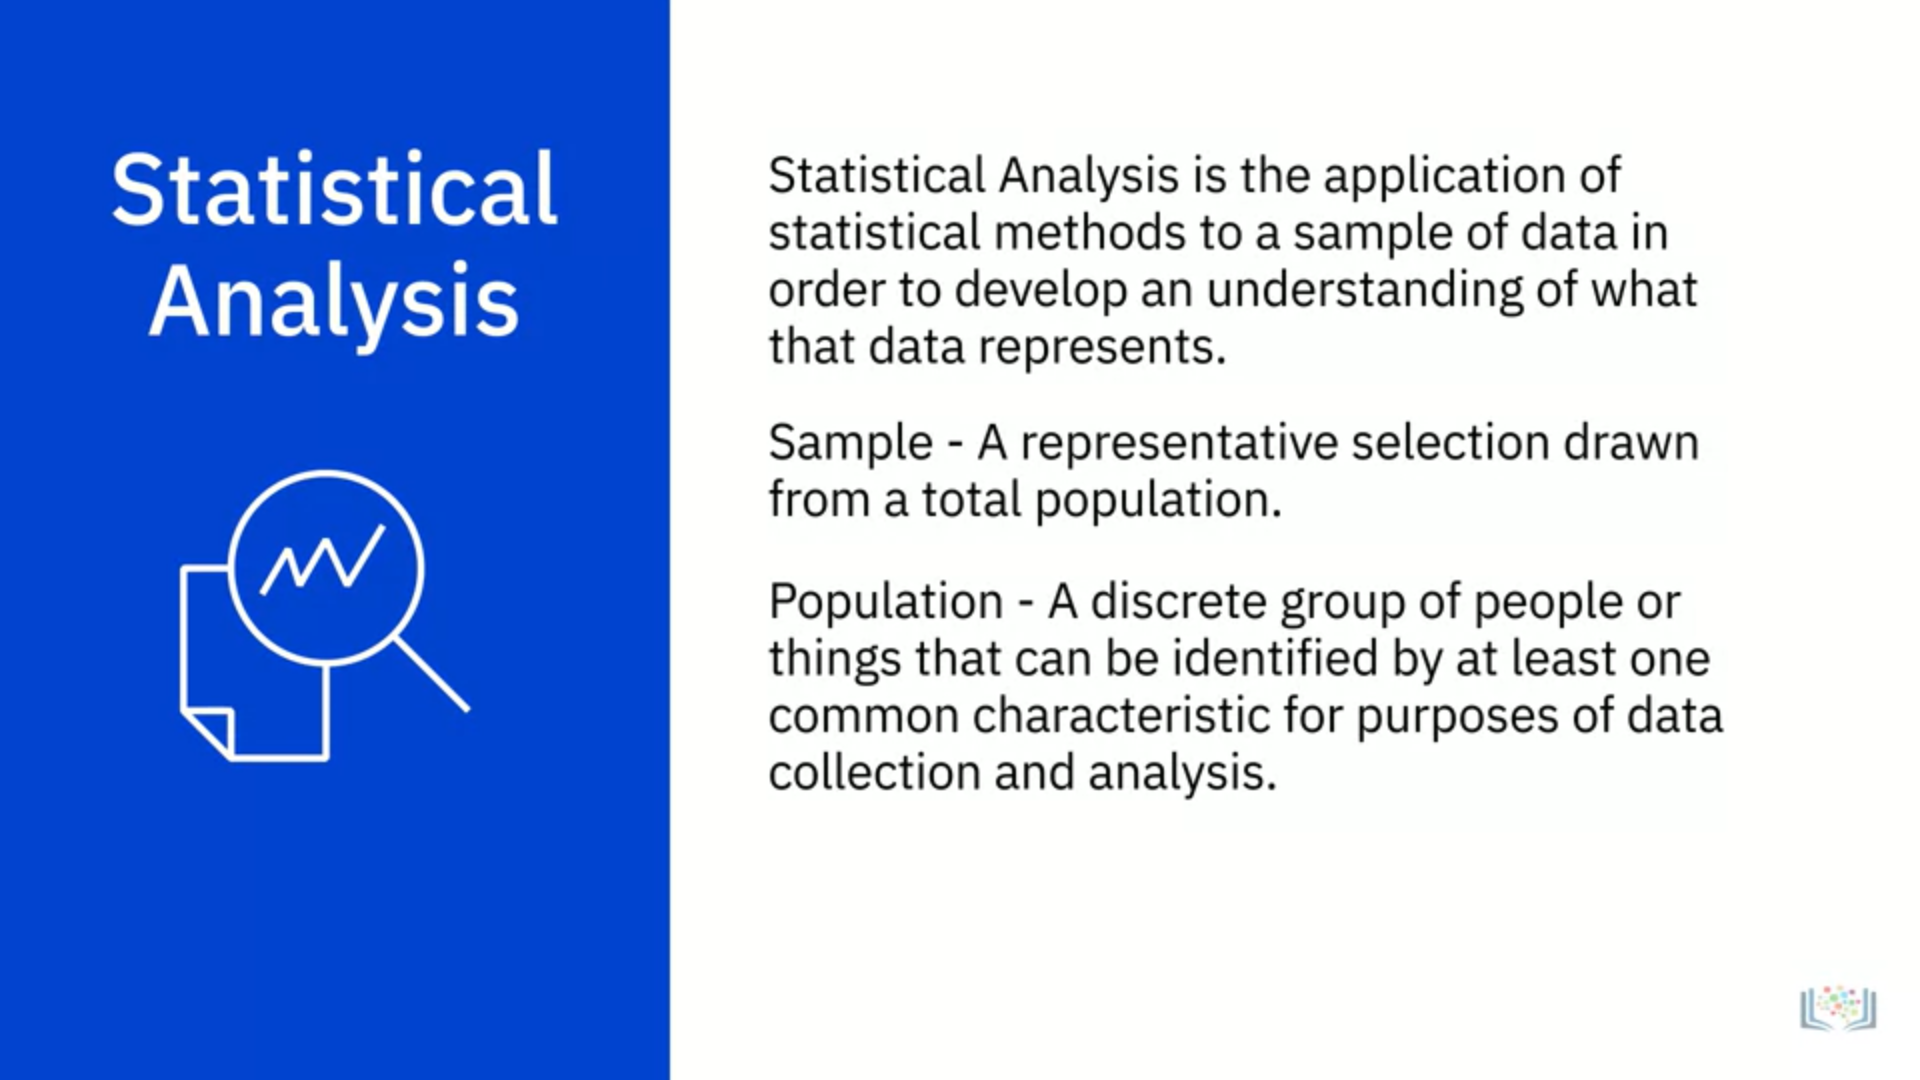 Statistical
Analysis
Statistical Analysis is the application of
statistical methods to a sample of data in
order to develop an understanding of what
that data represents.
Sample - A representative selection drawn
from a total population.
Population - A discrete group of people or
things that can be identified by at least one
common characteristic for purposes of data
collection and analysis.